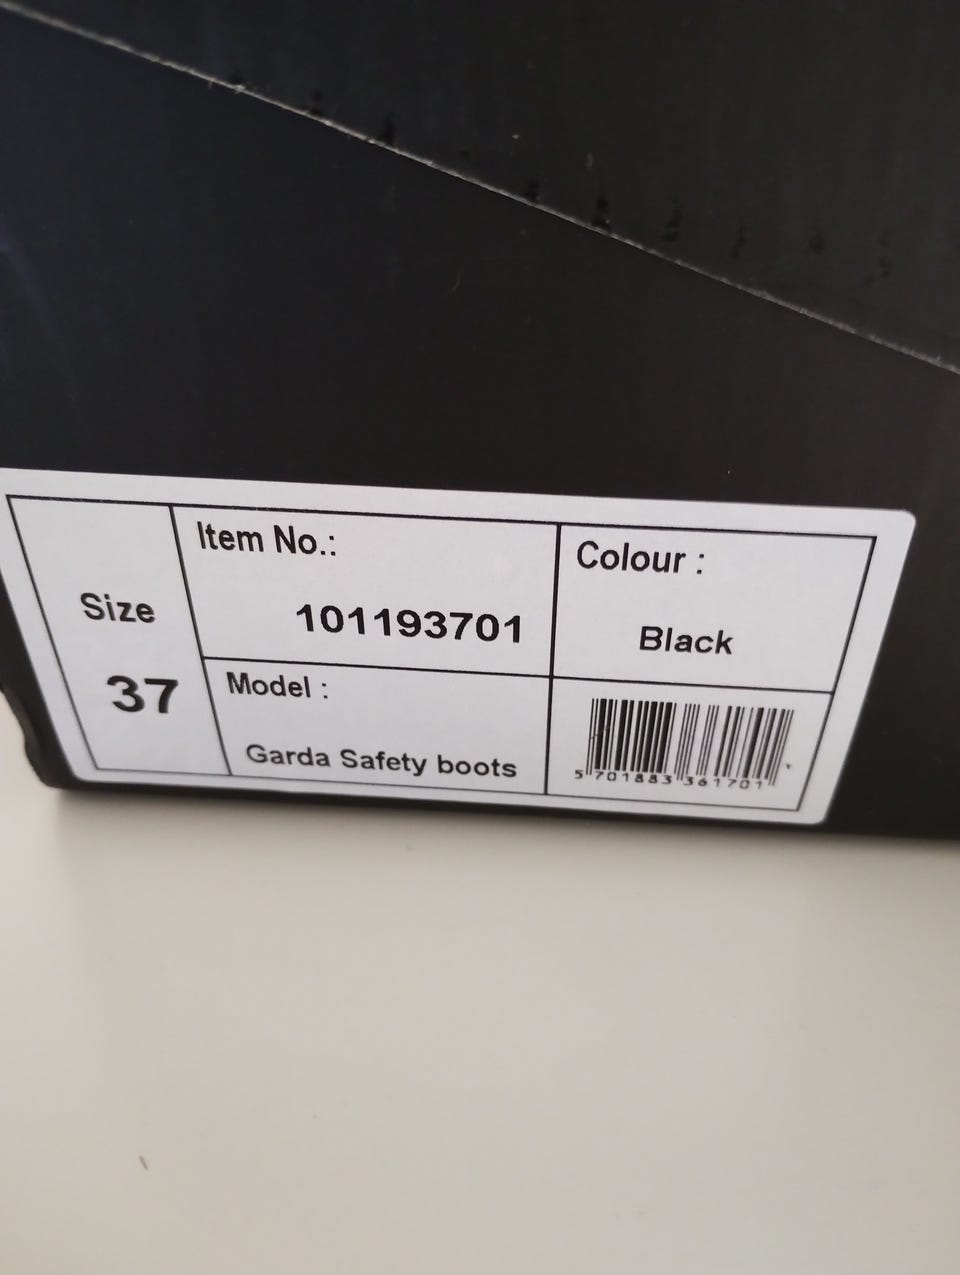 Size
37
Item No.:
101193701
Colour :
Black
Model :
Garda Safety boots
5 701883 361701